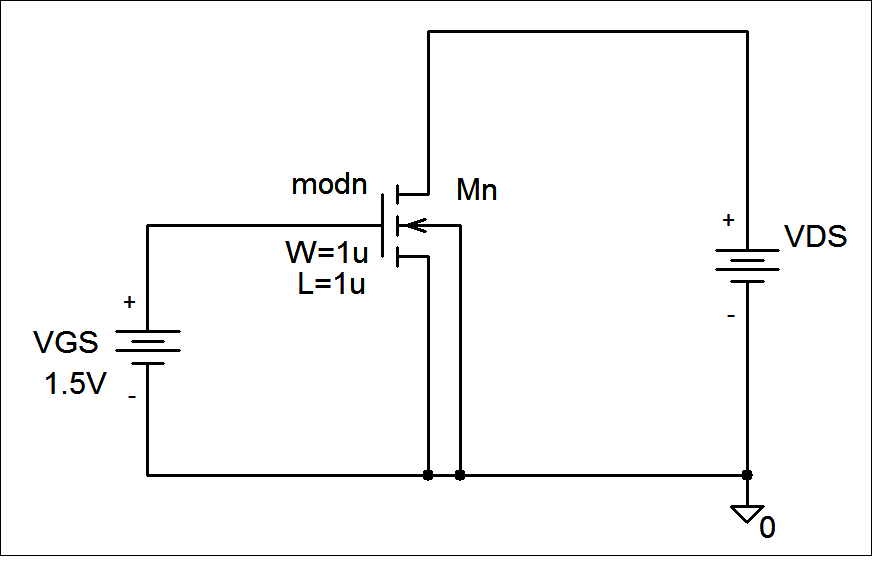 modn
Mn
+
VDS
W=1u
L=1u
+
-
VGS
1.5V
-
0